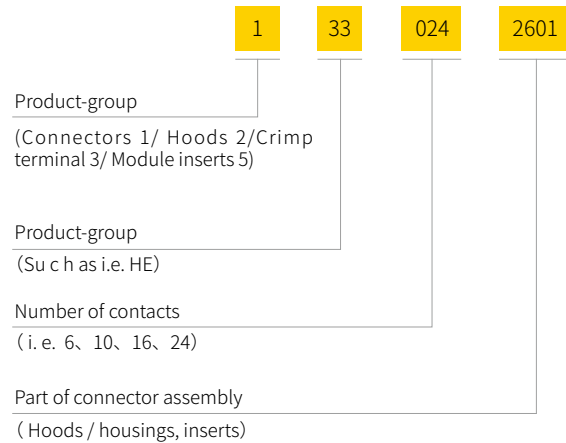 1 33 024 2601
Product-group
(Connectors 1/ Hoods 2/Crimp
terminal 3/ Module inserts 5)
Product-group
（Su c h as i.e. HE）
Number of contacts
（ i. e. 6、10、16、24）
Part of connector assembly
（ Hoods / housings, inserts）